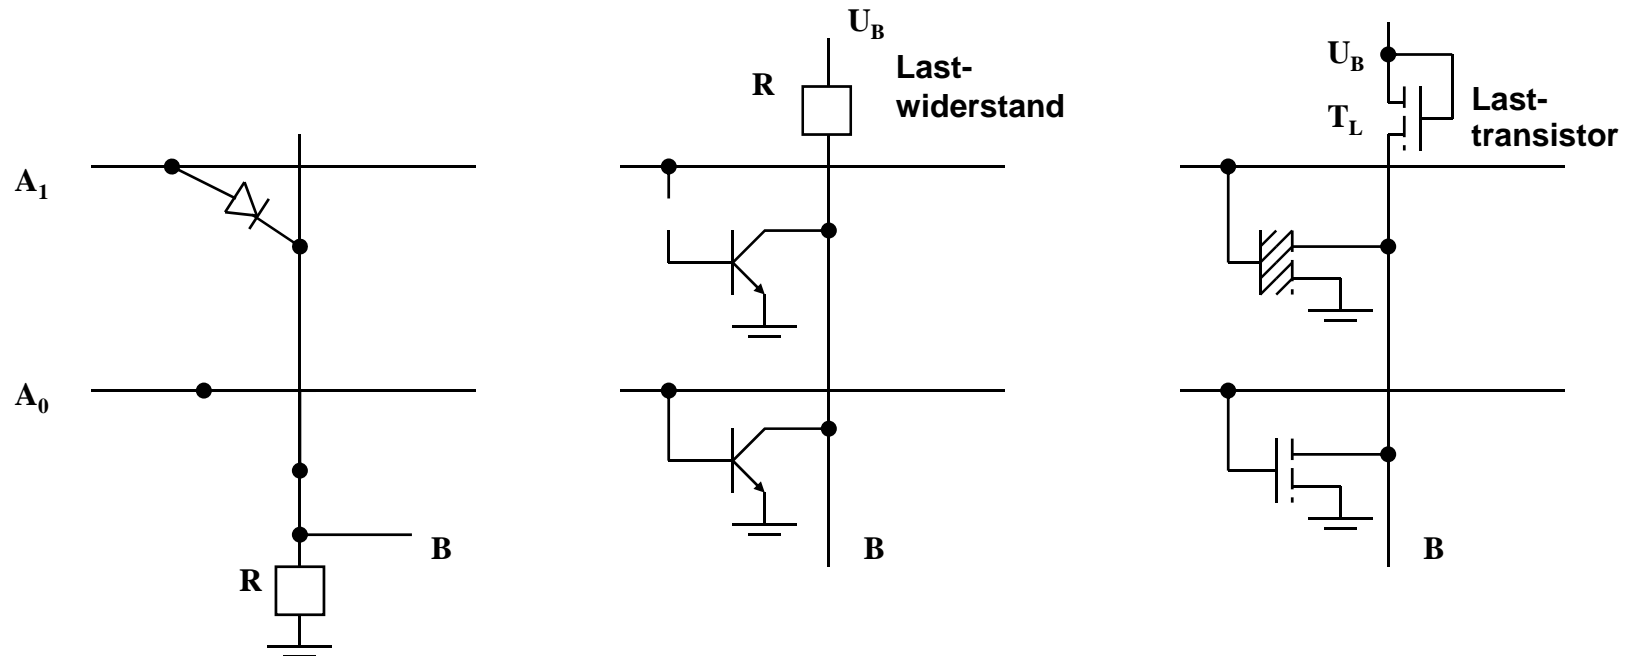 U_B
R
Last-
widerstand
U_B
T_L
Last-
transistor
A_1
A_0
B
R
B
B